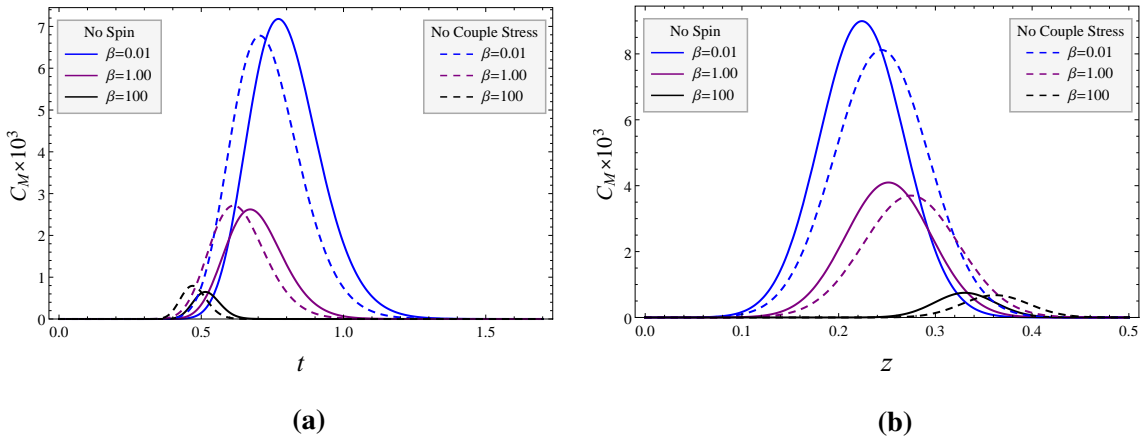 No Spin
β=0.01
β=1.00
β=100
No Couple Stress
β=0.01
β=1.00
β=100
C_M×10^3
7
6
5
4
3
2
1
0
0.0 0.5 1.0 1.5
t
(a)
No Spin
β=0.01
β=1.00
β=100
No Couple Stress
β=0.01
β=1.00
β=100
C_M×10^3
8
6
4
2
0
0.0 0.1 0.2 0.3 0.4 0.5
z
(b)